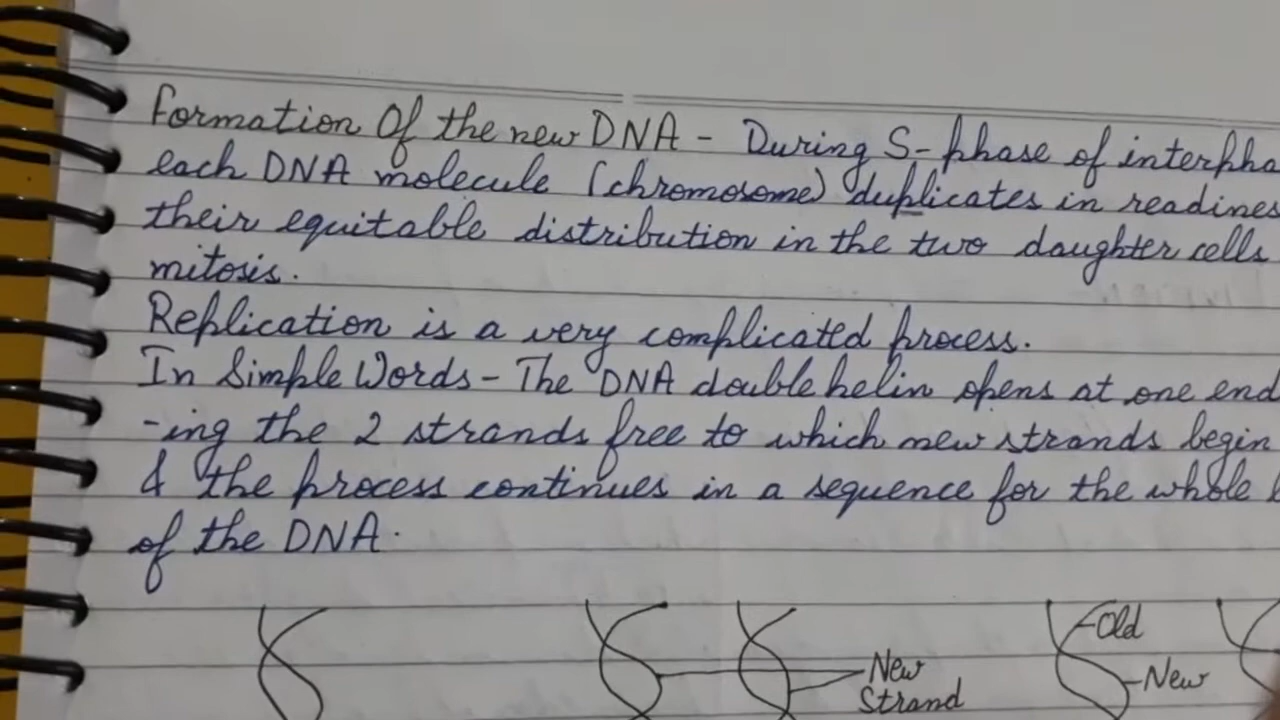 Formation Of the new DNA - During S-phase of interpha
each DNA molecule (chromosome) duplicates in readines
their equitable distribution in the two daughter cells
mitosis.
Replication is a very complicated process.
In Simple Words - The DNA double helin opens at one end
-ing the 2 strands free to which new strands begin
& the process continues in a sequence for the whole
of the DNA.
Old
New
Strand
New